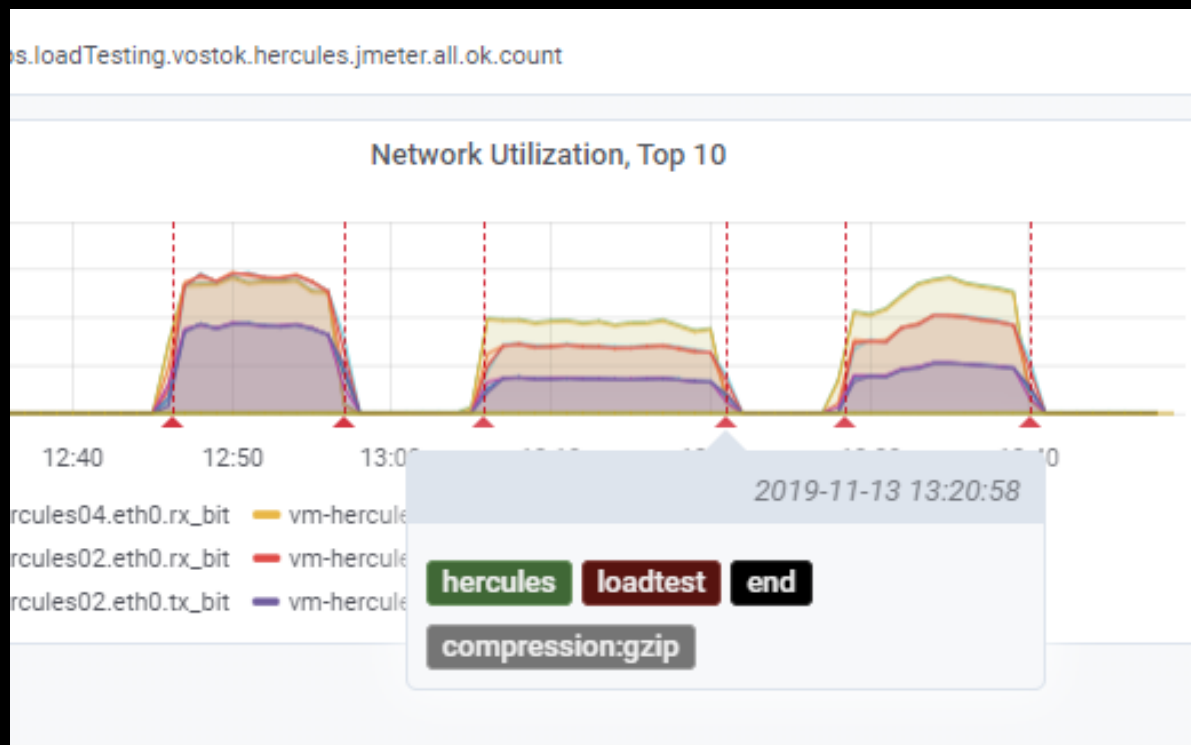 os.loadTesting.vostok.hercules.jmeter.all.ok.count
Network Utilization, Top 10
12:40 12:50
2019-11-13 13:20:58
rcules04.eth0.rx_bit vm-hercule
rcules02.eth0.rx_bit vm-hercule
rcules02.eth0.tx_bit vm-hercule
hercules loadtest end
compression:gzip